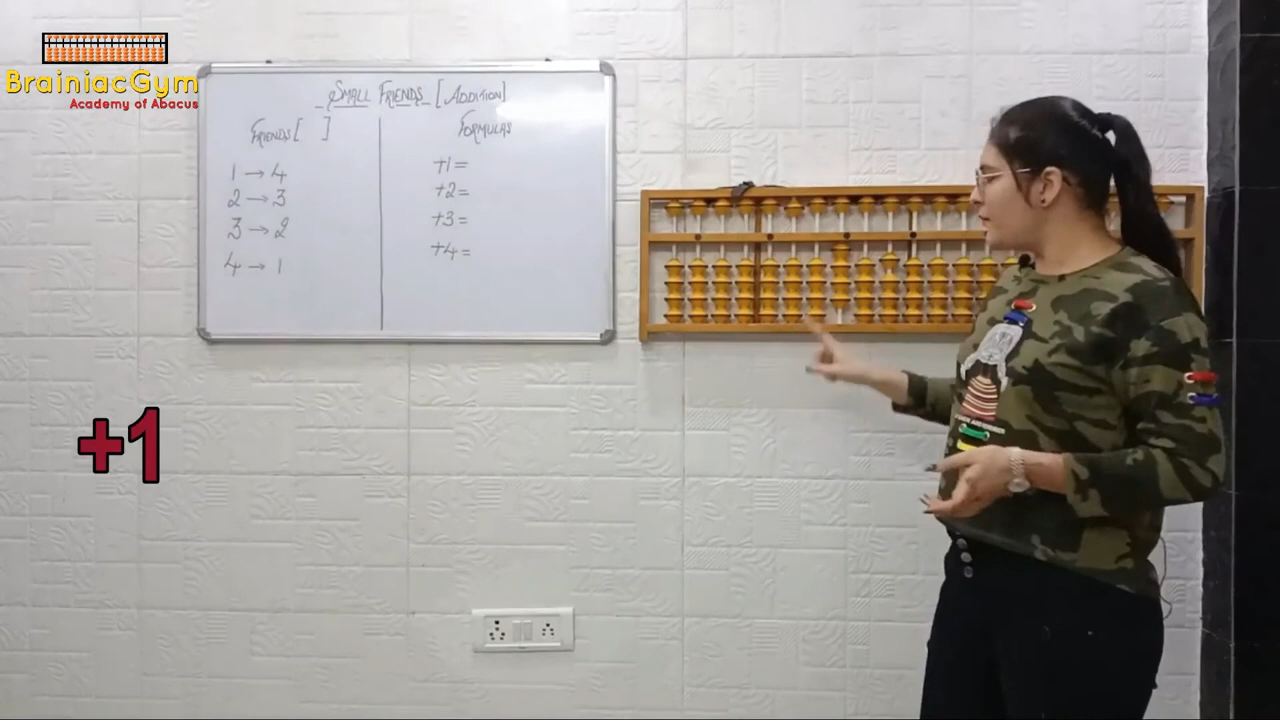 BrainiacGym
Academy of Abacus
SMALL FRIENDS [ADDITION]
FRIENDS [ ]
1 → 4
2 → 3
3 → 2
4 → 1
FORMULAS
+1=
+2=
+3=
+4=
+1